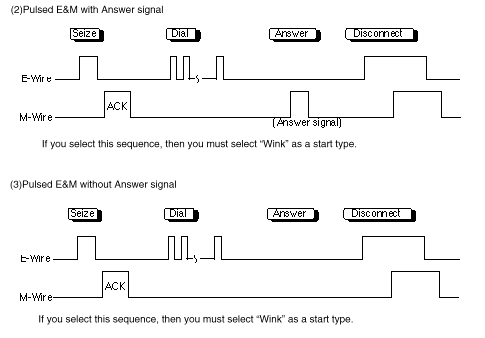 (2)Pulsed E&M with Answer signal
Seize Dial Answer Disconnect
E-Wire
M-Wire ACK
(Answer signal)
If you select this sequence, then you must select “Wink” as a start type.
(3)Pulsed E&M without Answer signal
Seize Dial Answer Disconnect
E-Wire
M-Wire ACK
If you select this sequence, then you must select “Wink” as a start type.